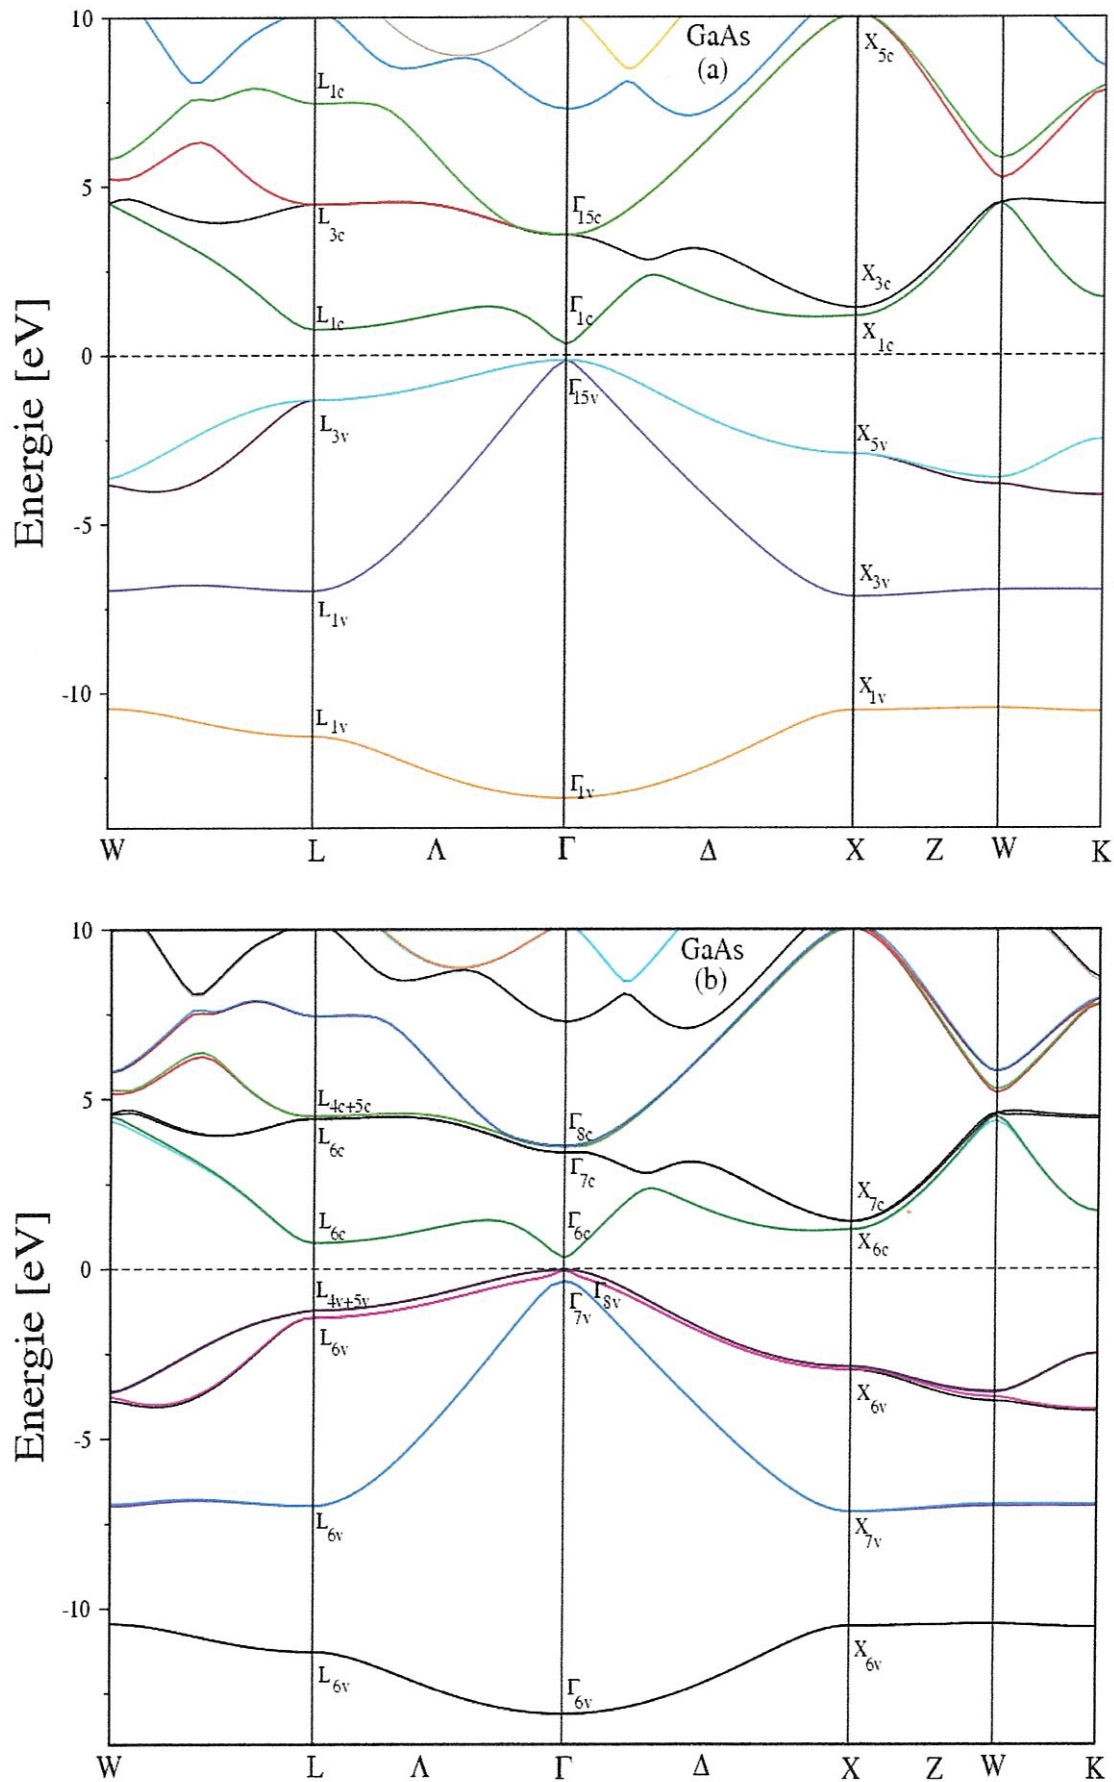 10
GaAs
(a)
X5c
L1c
5
Γ15c
L3c
X3c
Γ1c
L1c
X1c
0
Γ15v
L3v
X5v
Energie [eV]
-5
X3v
L1v
-10
X1v
L1v
Γ1v
W L Λ Γ Δ X Z W K
10
GaAs
(b)
5
L4c+5c
Γ8c
L6c
Γ7c
X7c
L6c
Γ6c
X6c
0
L4v+5v
Γ8v
Γ7v
L6v
X6v
Energie [eV]
-5
L6v
X7v
-10
X6v
L6v
Γ6v
W L Λ Γ Δ X Z W K